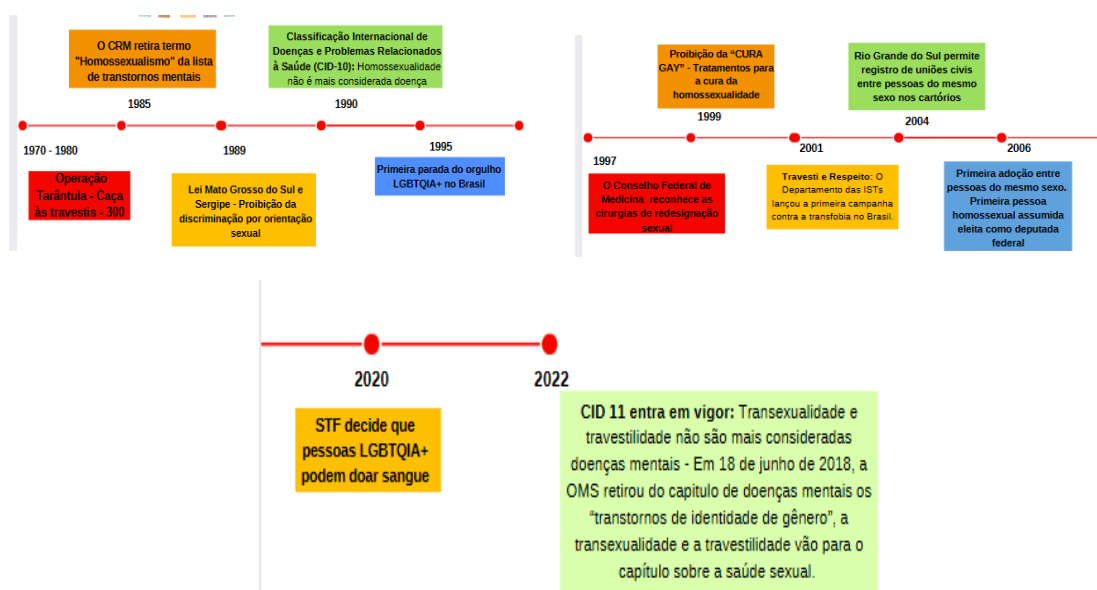 O CRM retira termo
"Homossexualismo" da lista
de transtornos mentais
Classificação Internacional de
Doenças e Problemas Relacionados
à Saúde (CID-10): Homossexualidade
não é mais considerada doença
1985
1990
1970 - 1980
1989
1995
Operação
Tarântula - Caça
às travestis - 300
Lei Mato Grosso do Sul e
Sergipe - Proibição da
discriminação por orientação
sexual
Primeira parada do orgulho
LGBTQIA+ no Brasil
Proibição da “CURA
GAY” - Tratamentos para
a cura da
homossexualidade
Rio Grande do Sul permite
registro de uniões civis
entre pessoas do mesmo
sexo nos cartórios
1999
2004
1997
2001
2006
O Conselho Federal de
Medicina reconhece as
cirurgias de redesignação
sexual
Travesti e Respeito: O
Departamento das ISTs
lançou a primeira campanha
contra a transfobia no Brasil.
Primeira adoção entre
pessoas do mesmo sexo.
Primeira pessoa
homossexual assumida
eleita como deputada
federal
2020
2022
STF decide que
pessoas LGBTQIA+
podem doar sangue
CID 11 entra em vigor: Transexualidade e
travestilidade não são mais consideradas
doenças mentais - Em 18 de junho de 2018, a
OMS retirou do capitulo de doenças mentais os
“transtornos de identidade de gênero”, a
transexualidade e a travestilidade vão para o
capítulo sobre a saúde sexual.